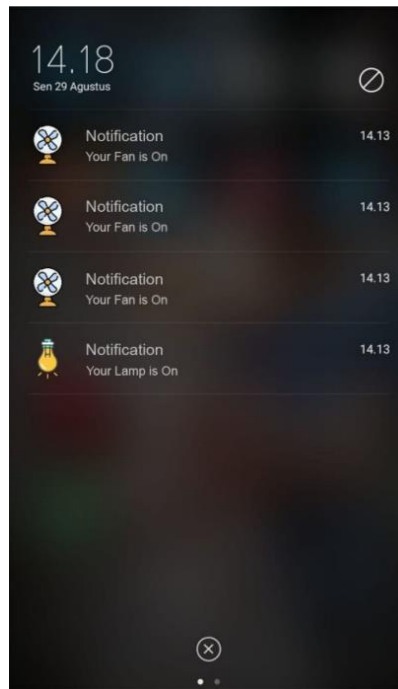 14.18
Sen 29 Agustus
Notification 14.13
Your Fan is On
Notification 14.13
Your Fan is On
Notification 14.13
Your Fan is On
Notification 14.13
Your Lamp is On